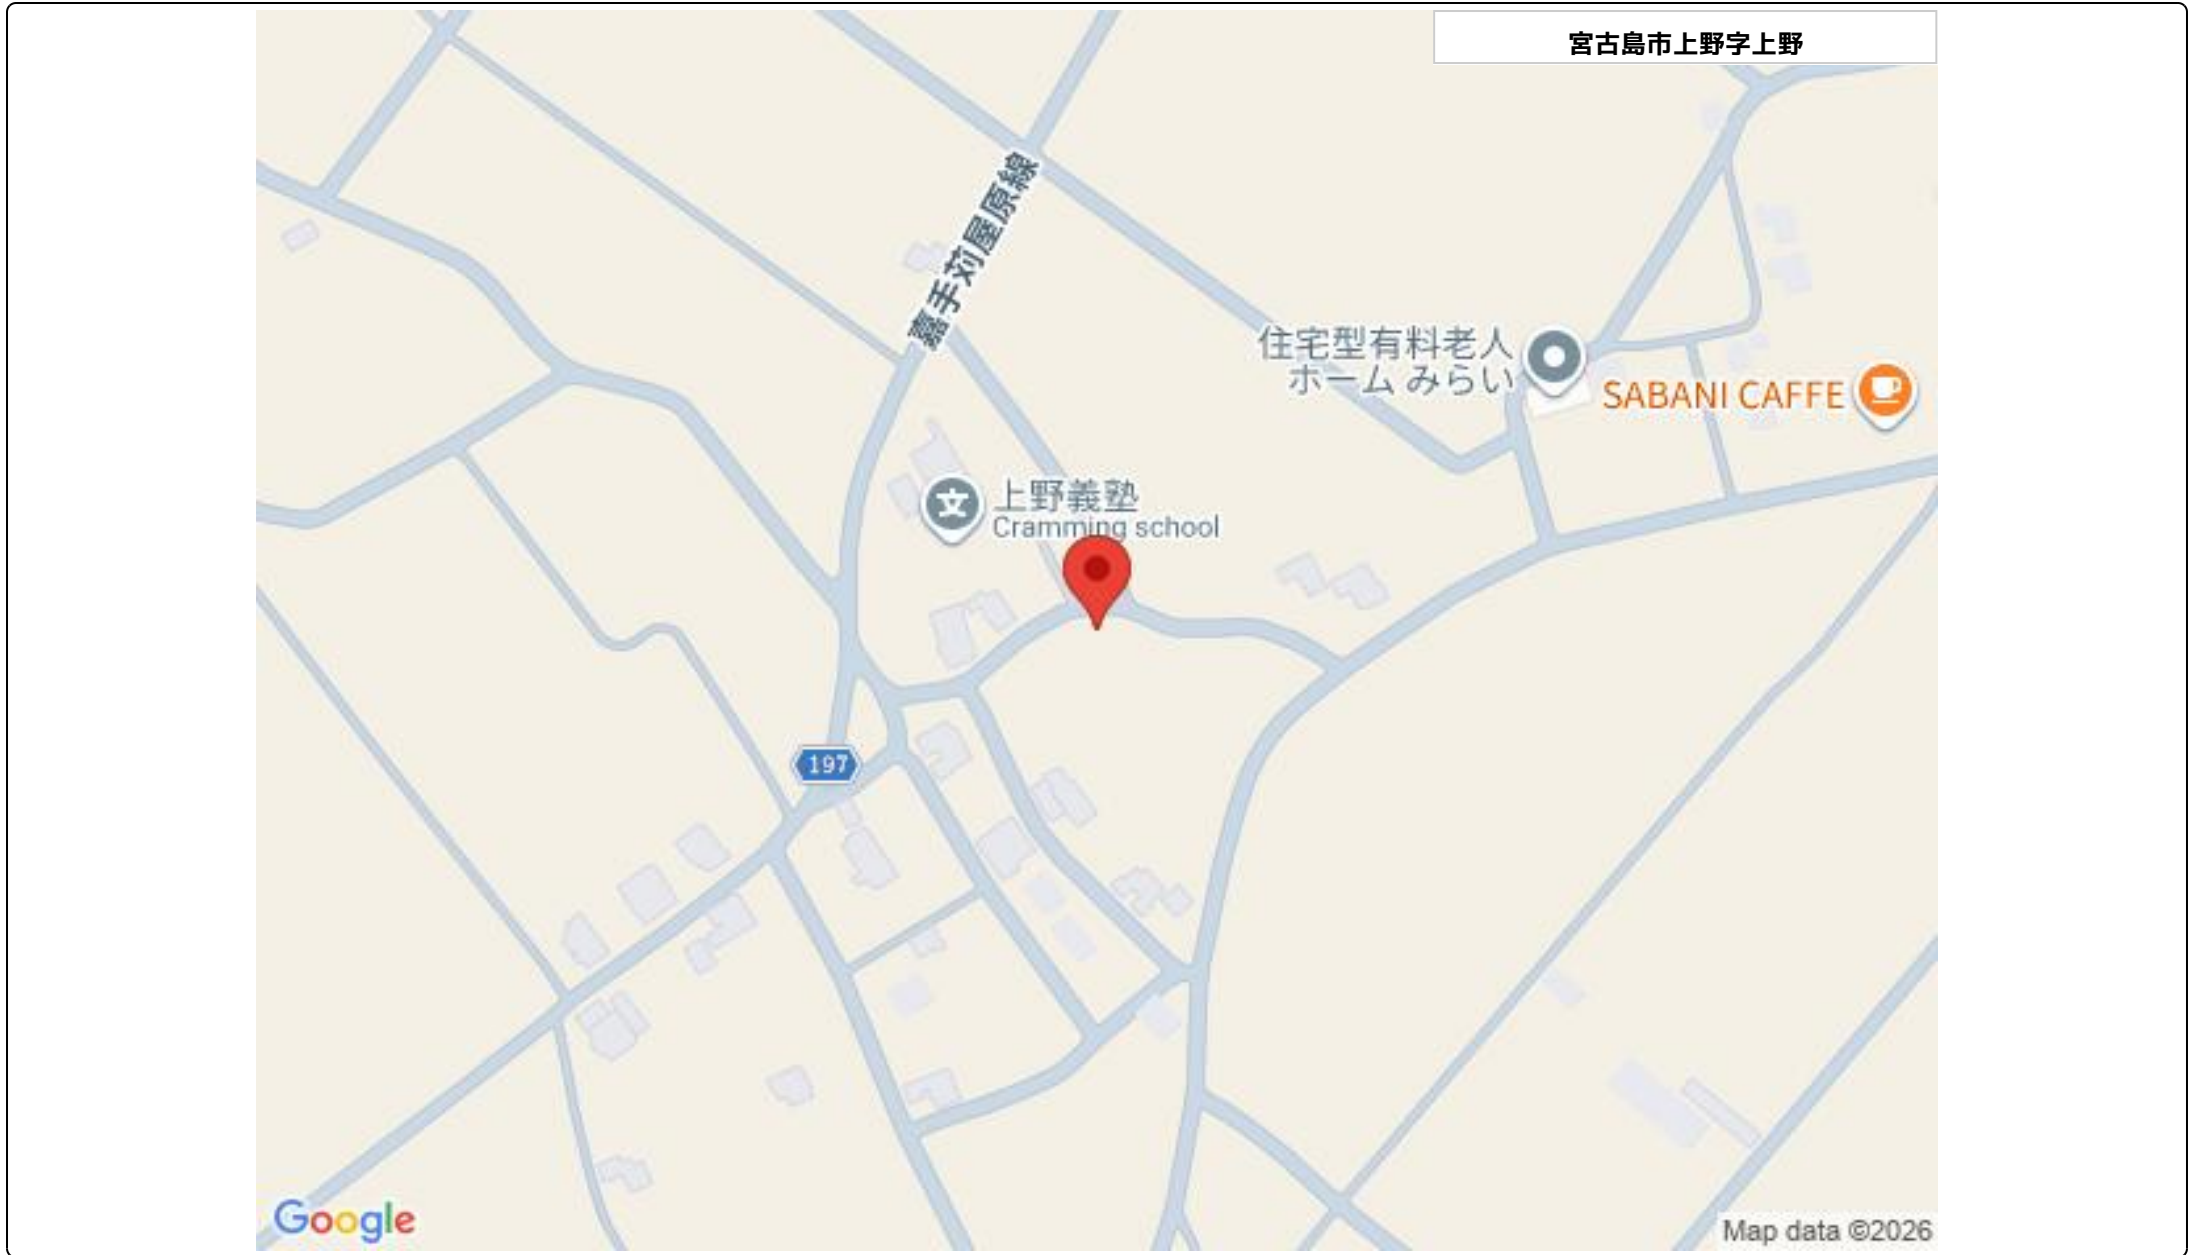 宮古島市上野字上野
嘉手苅屋原線
住宅型有料老人
ホーム みらい
SABANI CAFFE
文
上野義塾
Cramming school
197
Google
Map data ©2026